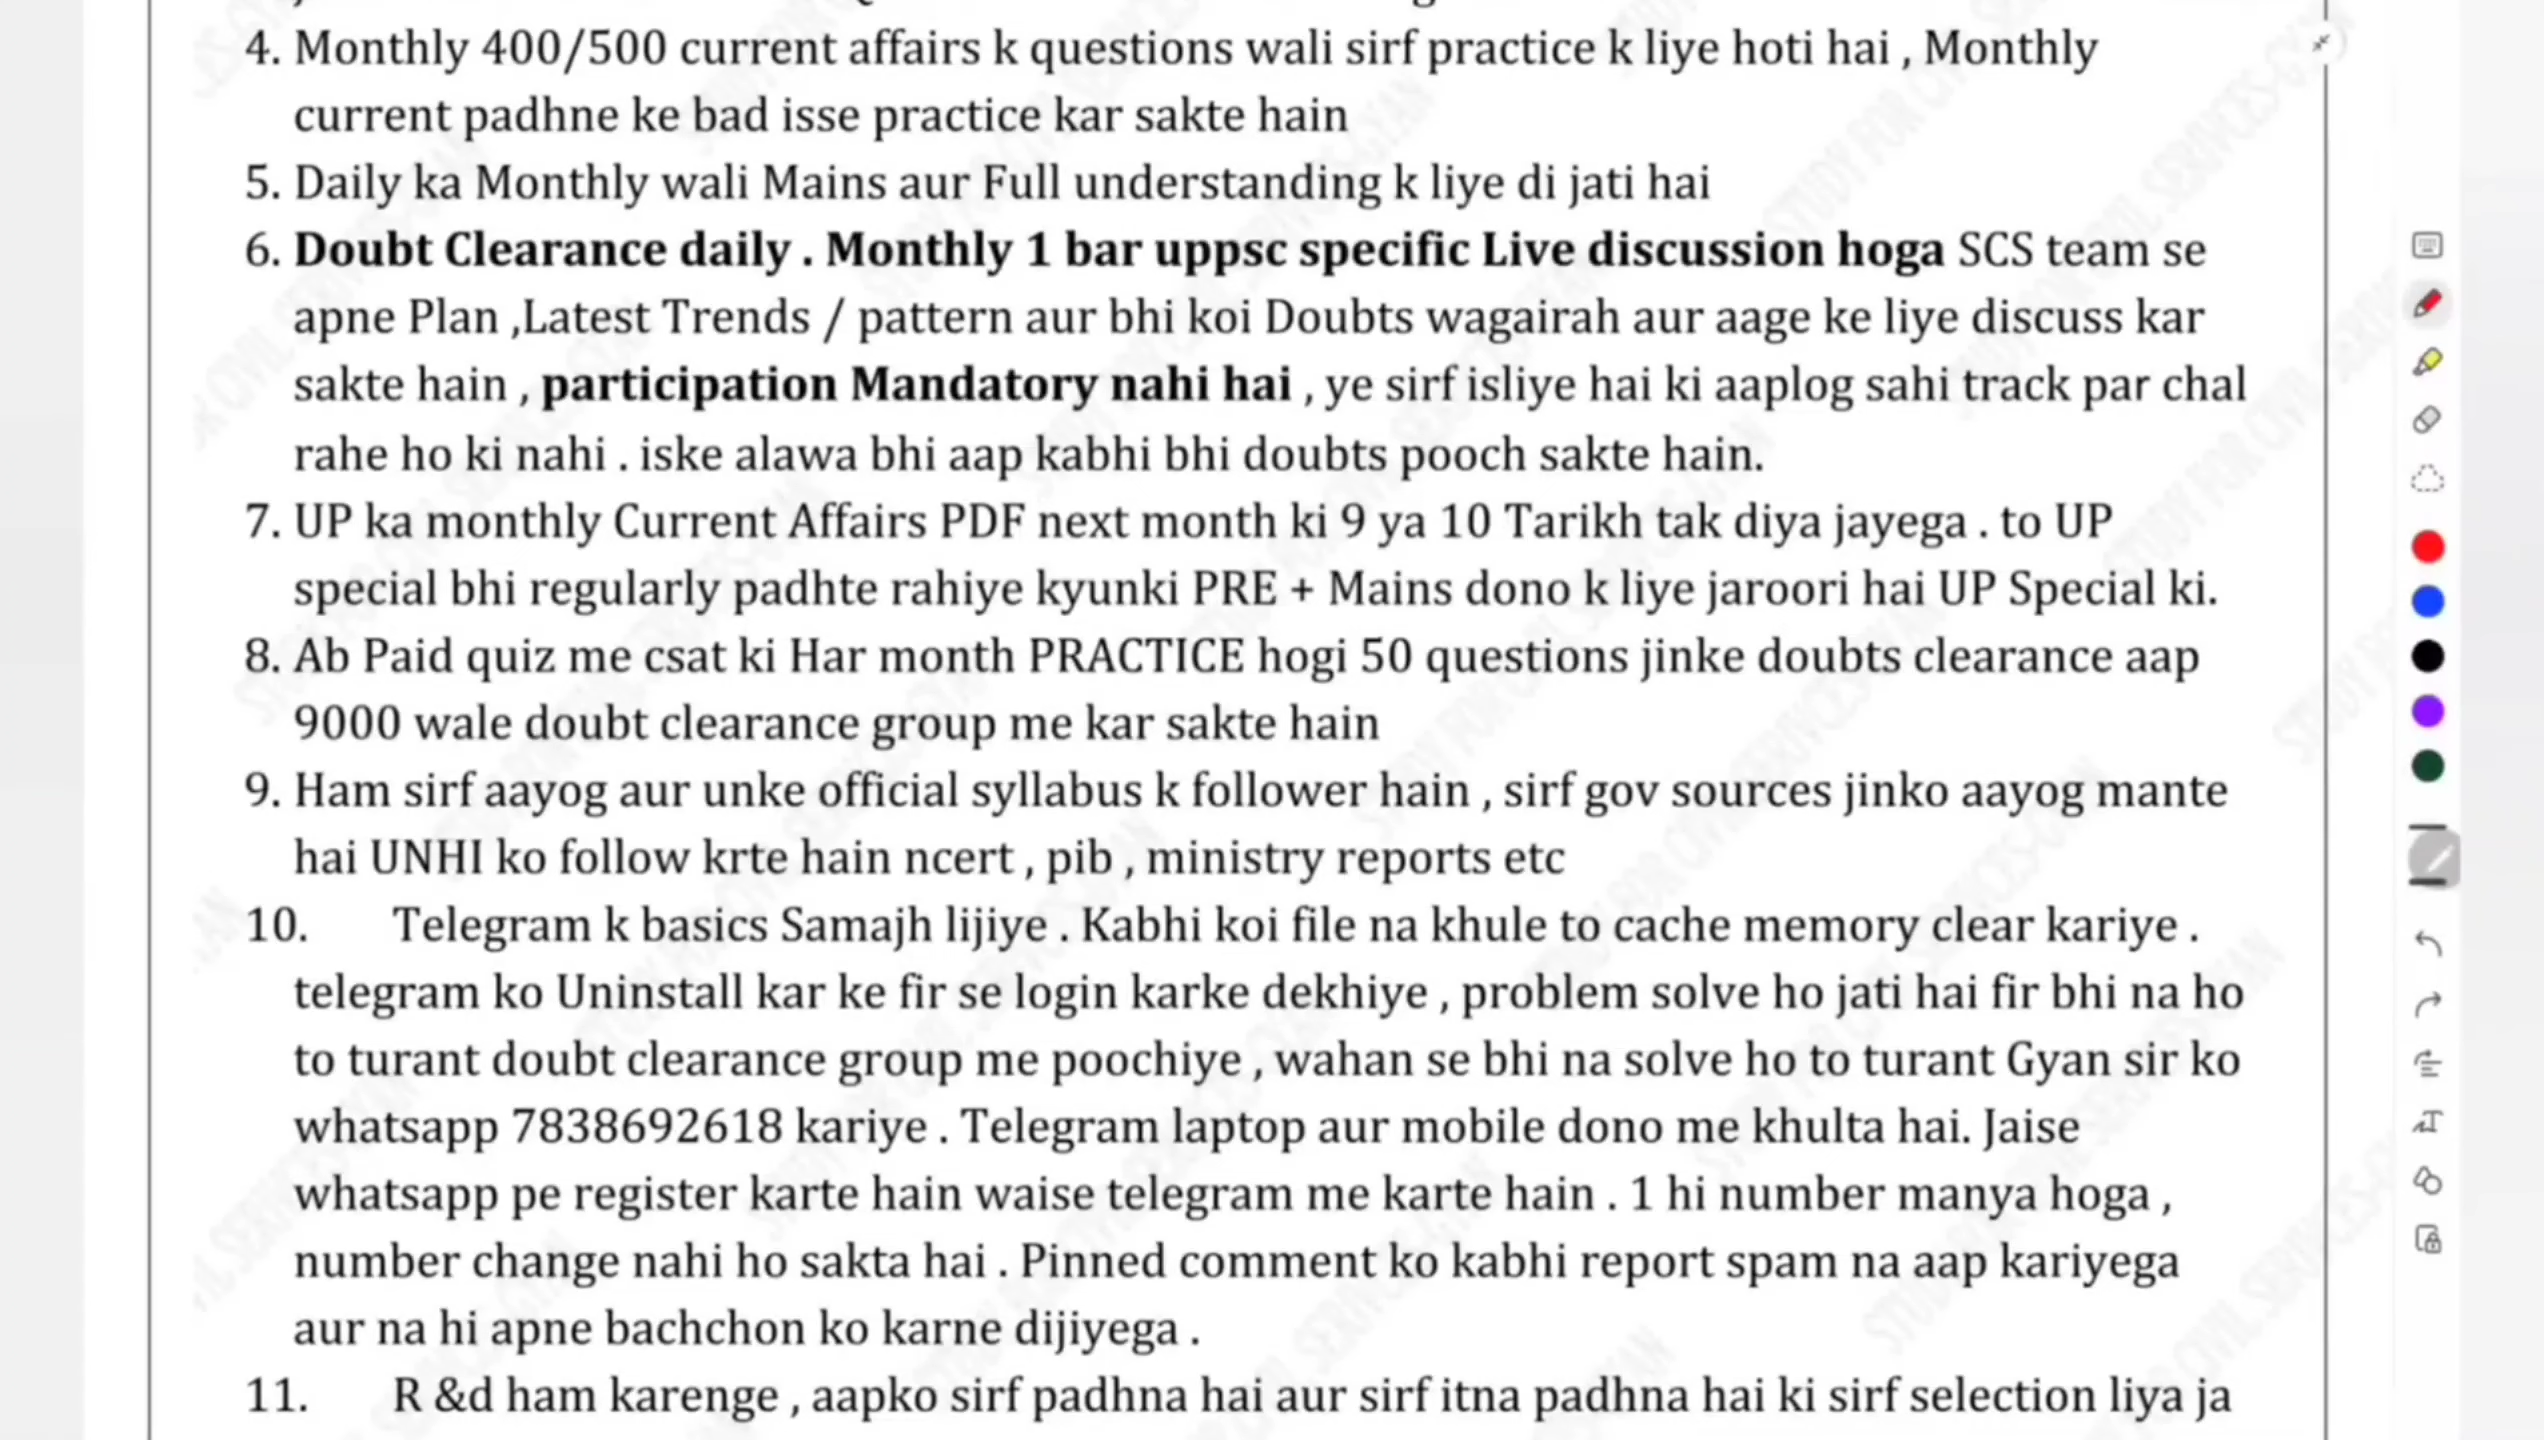 4. Monthly 400/500 current affairs k questions wali sirf practice k liye hoti hai , Monthly
current padhne ke bad isse practice kar sakte hain
5. Daily ka Monthly wali Mains aur Full understanding k liye di jati hai
6. Doubt Clearance daily . Monthly 1 bar uppsc specific Live discussion hoga SCS team se
apne Plan ,Latest Trends / pattern aur bhi koi Doubts wagairah aur aage ke liye discuss kar
sakte hain , participation Mandatory nahi hai , ye sirf isliye hai ki aaplog sahi track par chal
rahe ho ki nahi . iske alawa bhi aap kabhi bhi doubts pooch sakte hain.
7. UP ka monthly Current Affairs PDF next month ki 9 ya 10 Tarikh tak diya jayega . to UP
special bhi regularly padhte rahiye kyunki PRE + Mains dono k liye jaroori hai UP Special ki.
8. Ab Paid quiz me csat ki Har month PRACTICE hogi 50 questions jinke doubts clearance aap
9000 wale doubt clearance group me kar sakte hain
9. Ham sirf aayog aur unke official syllabus k follower hain , sirf gov sources jinko aayog mante
hai UNHI ko follow krte hain ncert , pib , ministry reports etc
10. Telegram k basics Samajh lijiye . Kabhi koi file na khule to cache memory clear kariye .
telegram ko Uninstall kar ke fir se login karke dekhiye , problem solve ho jati hai fir bhi na ho
to turant doubt clearance group me poochiye , wahan se bhi na solve ho to turant Gyan sir ko
whatsapp 7838692618 kariye . Telegram laptop aur mobile dono me khulta hai. Jaise
whatsapp pe register karte hain waise telegram me karte hain . 1 hi number manya hoga ,
number change nahi ho sakta hai . Pinned comment ko kabhi report spam na aap kariyega
aur na hi apne bachchon ko karne dijiyega .
11. R &d ham karenge , aapko sirf padhna hai aur sirf itna padhna hai ki sirf selection liya ja